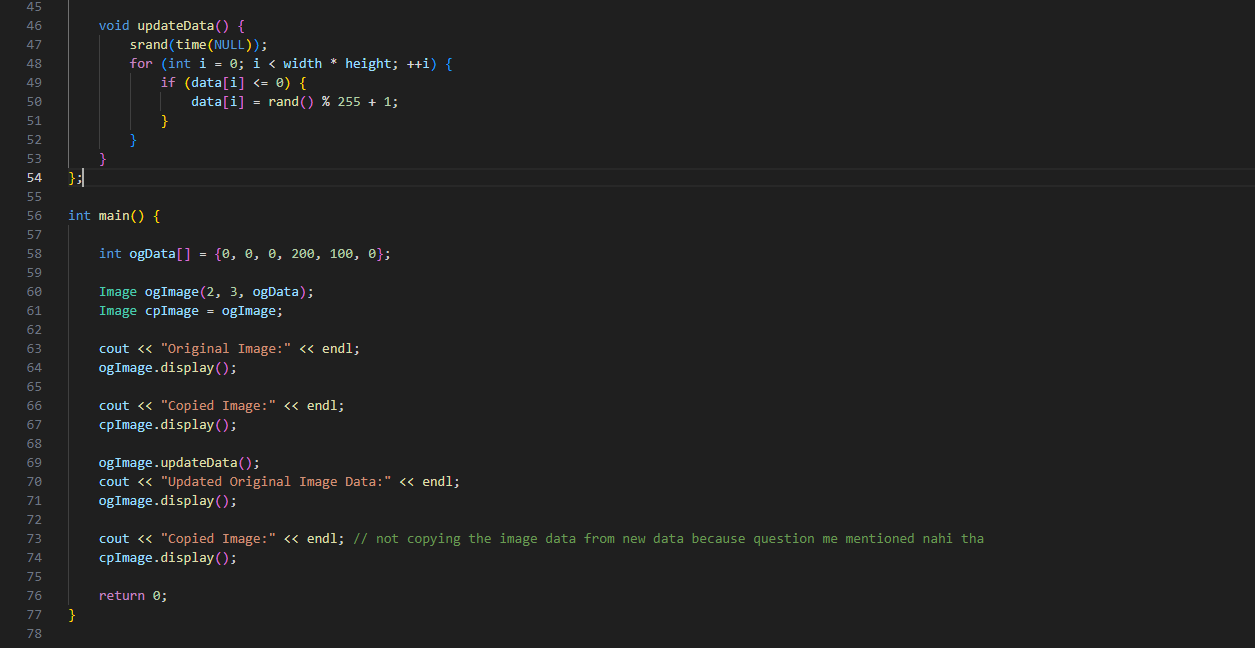 45
46 void updateData() {
47 srand(time(NULL));
48 for (int i = 0; i < width * height; ++i) {
49 if (data[i] <= 0) {
50 data[i] = rand() % 255 + 1;
51 }
52 }
53 }
54 };
55
56 int main() {
57
58 int ogData[] = {0, 0, 0, 200, 100, 0};
59
60 Image ogImage(2, 3, ogData);
61 Image cpImage = ogImage;
62
63 cout << "Original Image:" << endl;
64 ogImage.display();
65
66 cout << "Copied Image:" << endl;
67 cpImage.display();
68
69 ogImage.updateData();
70 cout << "Updated Original Image Data:" << endl;
71 ogImage.display();
72
73 cout << "Copied Image:" << endl; // not copying the image data from new data because question me mentioned nahi tha
74 cpImage.display();
75
76 return 0;
77 }
78